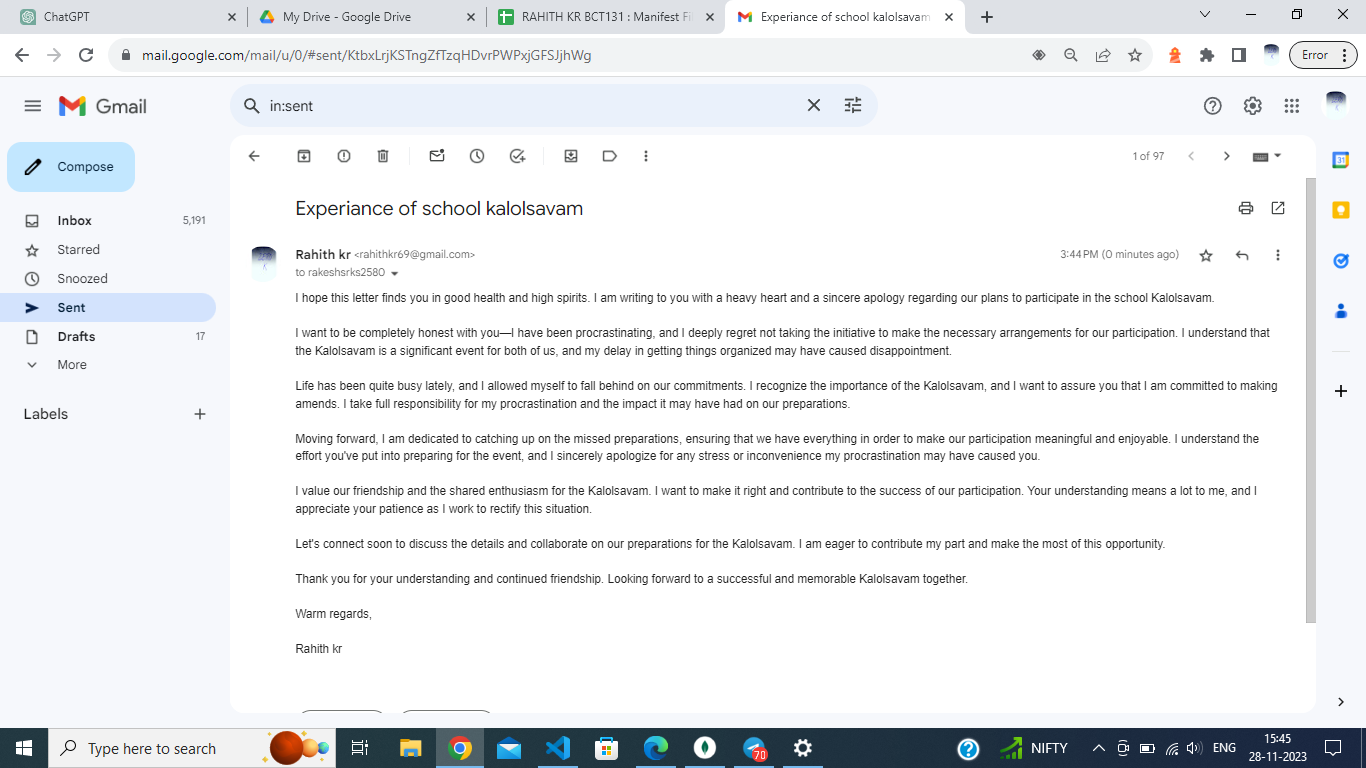 ChatGPT
My Drive - Google Drive
RAHITH KR BCT131 : Manifest Fi
Experiance of school kalolsavam
mail.google.com/mail/u/0/#sent/KtbxLrjKSTngZfTzqHDvrPWPxjGFSJjhWg
Error
Gmail
in:sent
Compose
1 of 97
Inbox 5,191
Starred
Snoozed
Sent
Drafts 17
More
Labels
Experiance of school kalolsavam
Rahith kr <rahithkr69@gmail.com>
3:44 PM (0 minutes ago)
to rakeshsrks2580
I hope this letter finds you in good health and high spirits. I am writing to you with a heavy heart and a sincere apology regarding our plans to participate in the school Kalolsavam.
I want to be completely honest with you—I have been procrastinating, and I deeply regret not taking the initiative to make the necessary arrangements for our participation. I understand that
the Kalolsavam is a significant event for both of us, and my delay in getting things organized may have caused disappointment.
Life has been quite busy lately, and I allowed myself to fall behind on our commitments. I recognize the importance of the Kalolsavam, and I want to assure you that I am committed to making
amends. I take full responsibility for my procrastination and the impact it may have had on our preparations.
Moving forward, I am dedicated to catching up on the missed preparations, ensuring that we have everything in order to make our participation meaningful and enjoyable. I understand the
effort you've put into preparing for the event, and I sincerely apologize for any stress or inconvenience my procrastination may have caused you.
I value our friendship and the shared enthusiasm for the Kalolsavam. I want to make it right and contribute to the success of our participation. Your understanding means a lot to me, and I
appreciate your patience as I work to rectify this situation.
Let's connect soon to discuss the details and collaborate on our preparations for the Kalolsavam. I am eager to contribute my part and make the most of this opportunity.
Thank you for your understanding and continued friendship. Looking forward to a successful and memorable Kalolsavam together.
Warm regards,
Rahith kr
31
Type here to search
70
NIFTY
ENG
15:45
28-11-2023